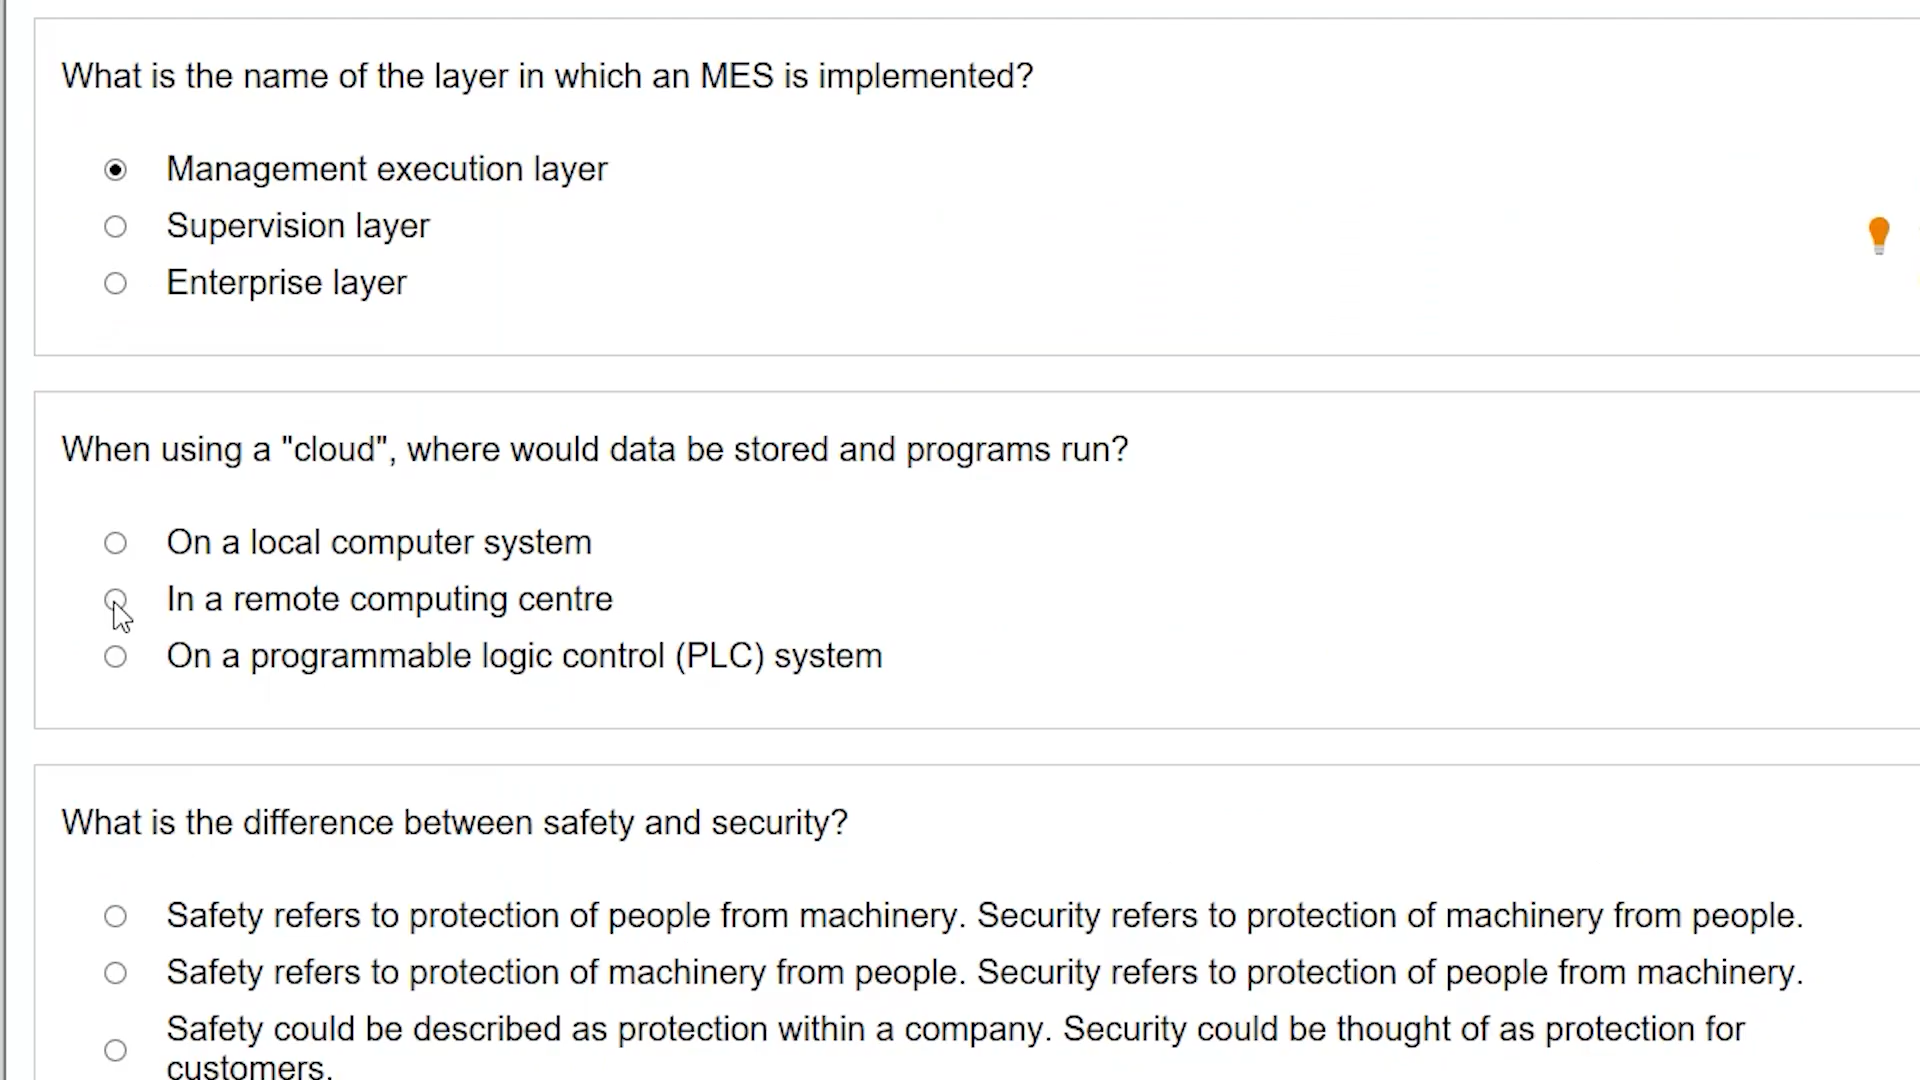 What is the name of the layer in which an MES is implemented?
Management execution layer
Supervision layer
Enterprise layer
When using a "cloud", where would data be stored and programs run?
On a local computer system
In a remote computing centre
On a programmable logic control (PLC) system
What is the difference between safety and security?
Safety refers to protection of people from machinery. Security refers to protection of machinery from people.
Safety refers to protection of machinery from people. Security refers to protection of people from machinery.
Safety could be described as protection within a company. Security could be thought of as protection for
customers.